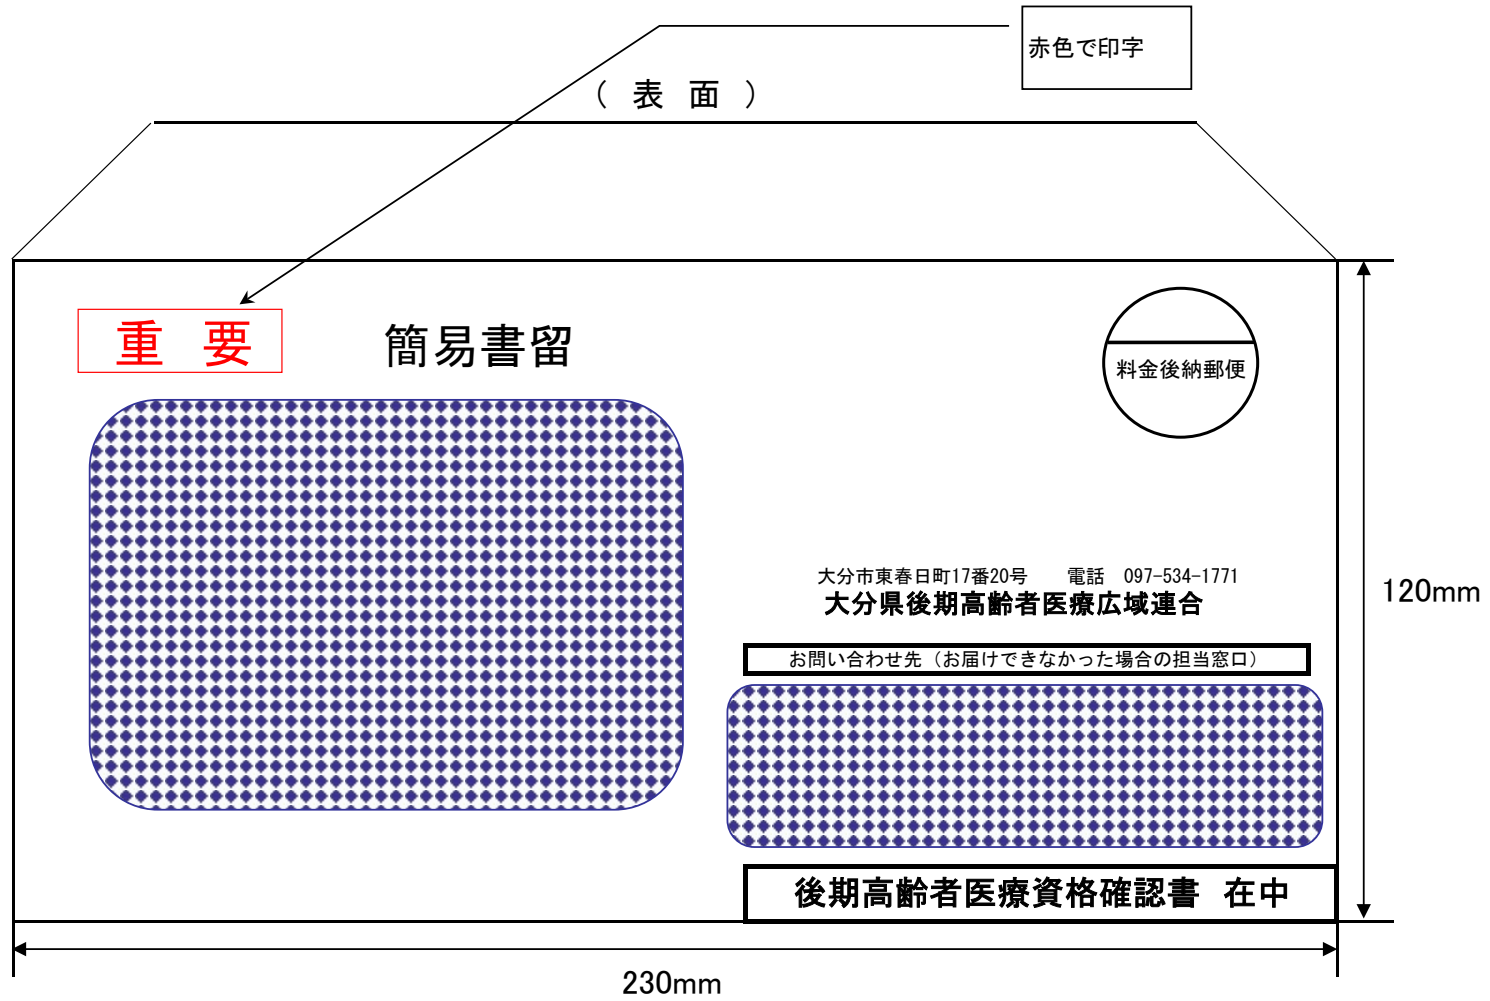 赤色で印字
（ 表 面 ）
重 要
簡易書留
料金後納郵便
大分市東春日町17番20号　電話　097-534-1771
大分県後期高齢者医療広域連合
お問い合わせ先（お届けできなかった場合の担当窓口）
後期高齢者医療資格確認書 在中
120mm
230mm